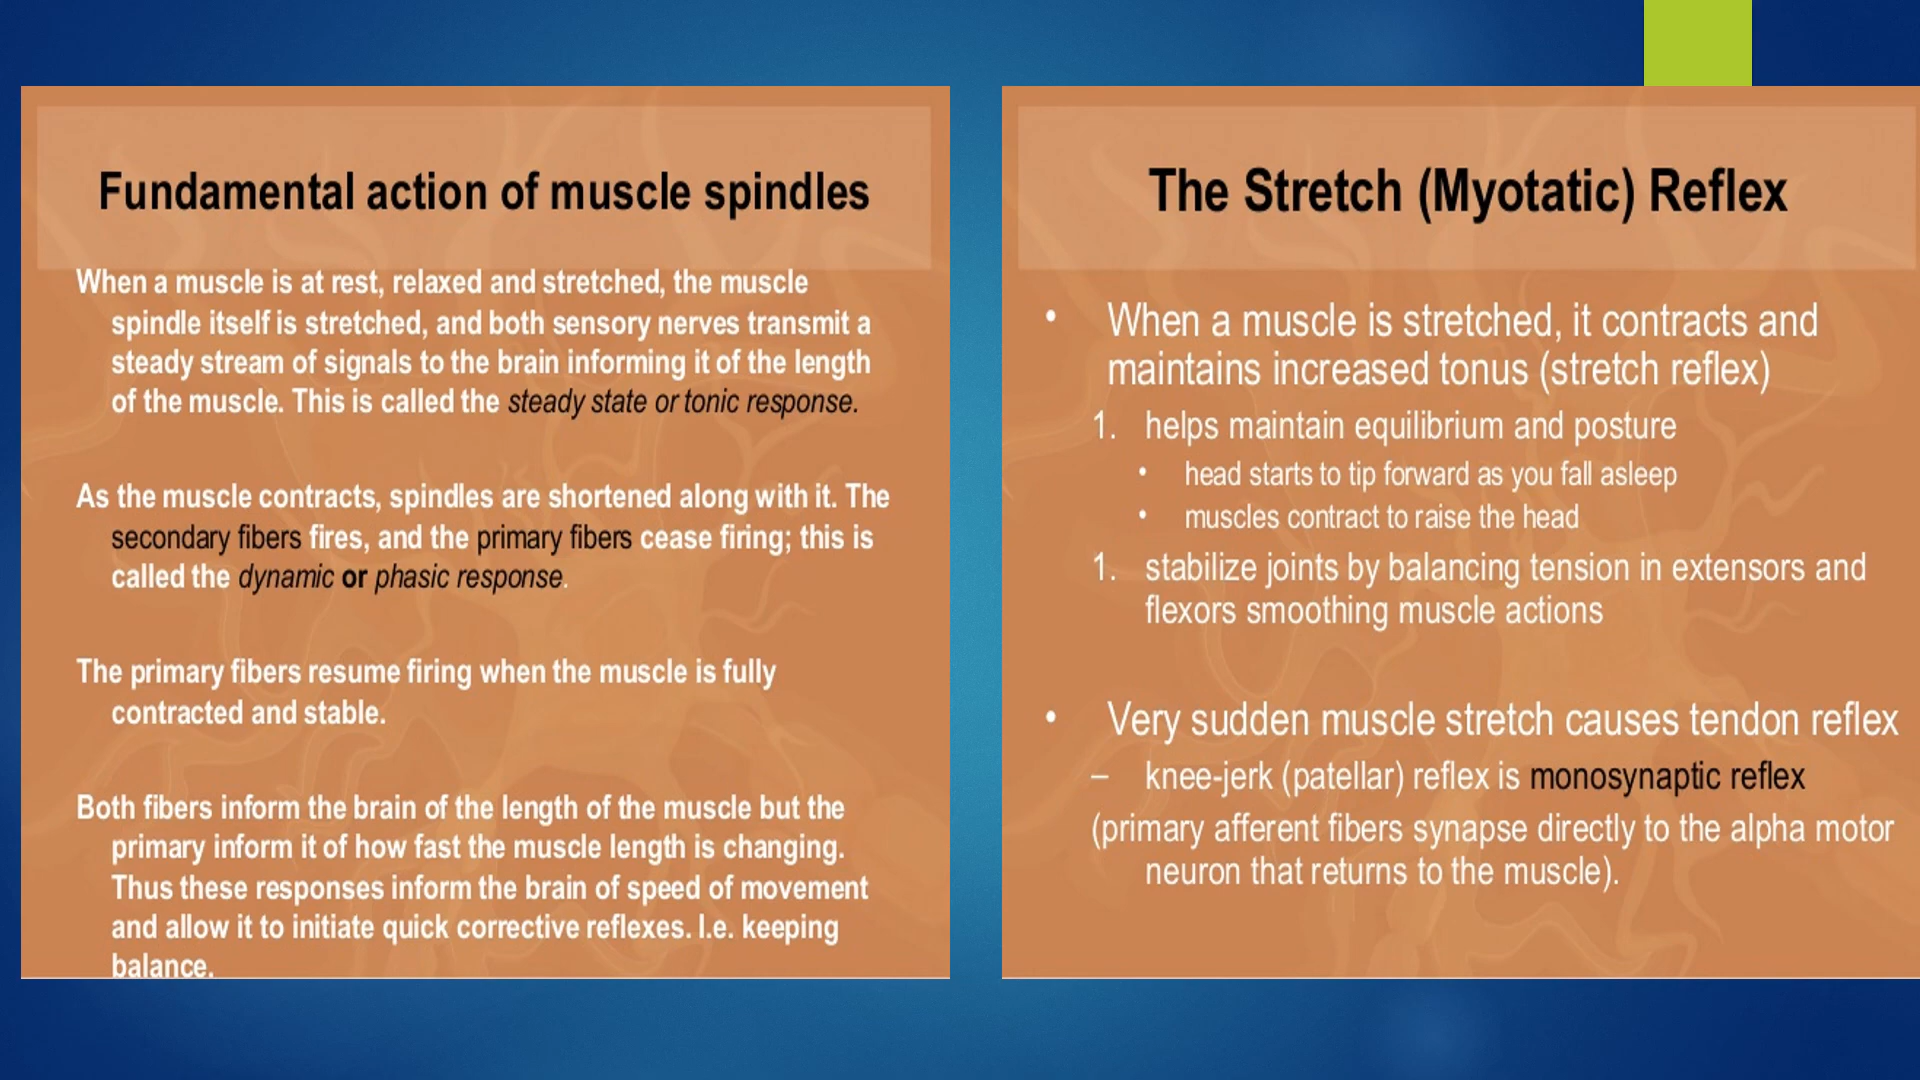 Fundamental action of muscle spindles
When a muscle is at rest, relaxed and stretched, the muscle
spindle itself is stretched, and both sensory nerves transmit a
steady stream of signals to the brain informing it of the length
of the muscle. This is called the steady state or tonic response.
As the muscle contracts, spindles are shortened along with it. The
secondary fibers fires, and the primary fibers cease firing; this is
called the dynamic or phasic response.
The primary fibers resume firing when the muscle is fully
contracted and stable.
Both fibers inform the brain of the length of the muscle but the
primary inform it of how fast the muscle length is changing.
Thus these responses inform the brain of speed of movement
and allow it to initiate quick corrective reflexes. I.e. keeping
balance.
The Stretch (Myotatic) Reflex
• When a muscle is stretched, it contracts and
maintains increased tonus (stretch reflex)
1. helps maintain equilibrium and posture
• head starts to tip forward as you fall asleep
• muscles contract to raise the head
1. stabilize joints by balancing tension in extensors and
flexors smoothing muscle actions
• Very sudden muscle stretch causes tendon reflex
– knee-jerk (patellar) reflex is monosynaptic reflex
(primary afferent fibers synapse directly to the alpha motor
neuron that returns to the muscle).